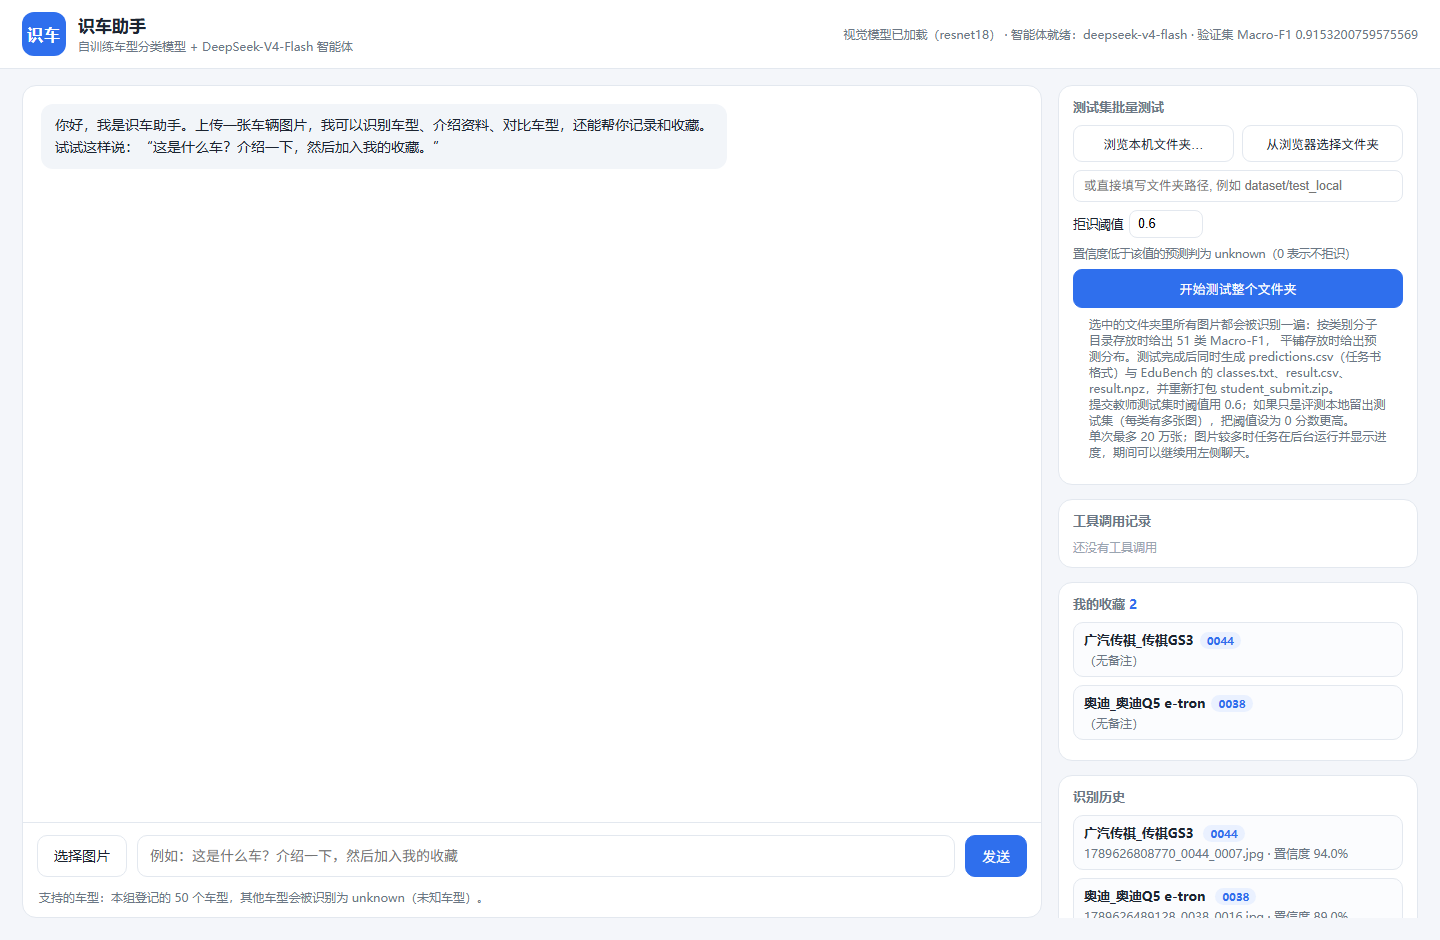 识车
识车助手
自训练车型分类模型 + DeepSeek-V4-Flash 智能体
视觉模型已加载（resnet18） · 智能体就绪：deepseek-v4-flash · 验证集 Macro-F1 0.9153200759575569
你好，我是识车助手。上传一张车辆图片，我可以识别车型、介绍资料、对比车型，还能帮你记录和收藏。
试试这样说：“这是什么车？介绍一下，然后加入我的收藏。”
选择图片
例如：这是什么车？介绍一下，然后加入我的收藏
发送
支持的车型：本组登记的 50 个车型，其他车型会被识别为 unknown（未知车型）。
测试集批量测试
浏览本机文件夹...
从浏览器选择文件夹
或直接填写文件夹路径, 例如 dataset/test_local
拒识阈值 0.6
置信度低于该值的预测判为 unknown（0 表示不拒识）
开始测试整个文件夹
选中的文件夹里所有图片都会被识别一遍：按类别分子
目录存放时给出 51 类 Macro-F1， 平铺存放时给出预
测分布。测试完成后同时生成 predictions.csv（任务书
格式）与 EduBench 的 classes.txt、result.csv、
result.npz，并重新打包 student_submit.zip。
提交教师测试集时阈值用 0.6；如果只是评测本地留出测
试集（每类有多张图），把阈值设为 0 分数更高。
单次最多 20 万张；图片较多时任务在后台运行并显示进
度，期间可以继续用左侧聊天。
工具调用记录
还没有工具调用
我的收藏 2
广汽传祺_传祺GS3 0044
（无备注）
奥迪_奥迪Q5 e-tron 0038
（无备注）
识别历史
广汽传祺_传祺GS3 0044
1789626808770_0044_0007.jpg · 置信度 94.0%
奥迪_奥迪Q5 e-tron 0038
1789626489128_0038_0016.jpg · 置信度 89.0%